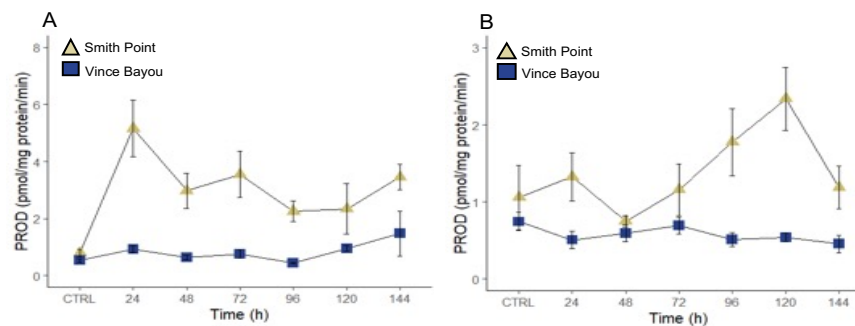 A
Smith Point
Vince Bayou
PROD (pmol/mg protein/min)
8
6
4
2
0
CTRL 24 48 72 96 120 144
Time (h)
B
Smith Point
Vince Bayou
PROD (pmol/mg protein/min)
3
2
1
0
CTRL 24 48 72 96 120 144
Time (h)